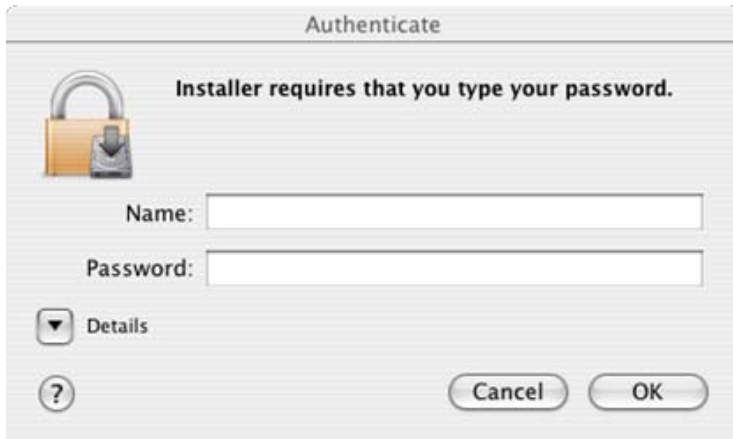 Authenticate
Installer requires that you type your password.
Name:
Password:
Details
?
Cancel
OK